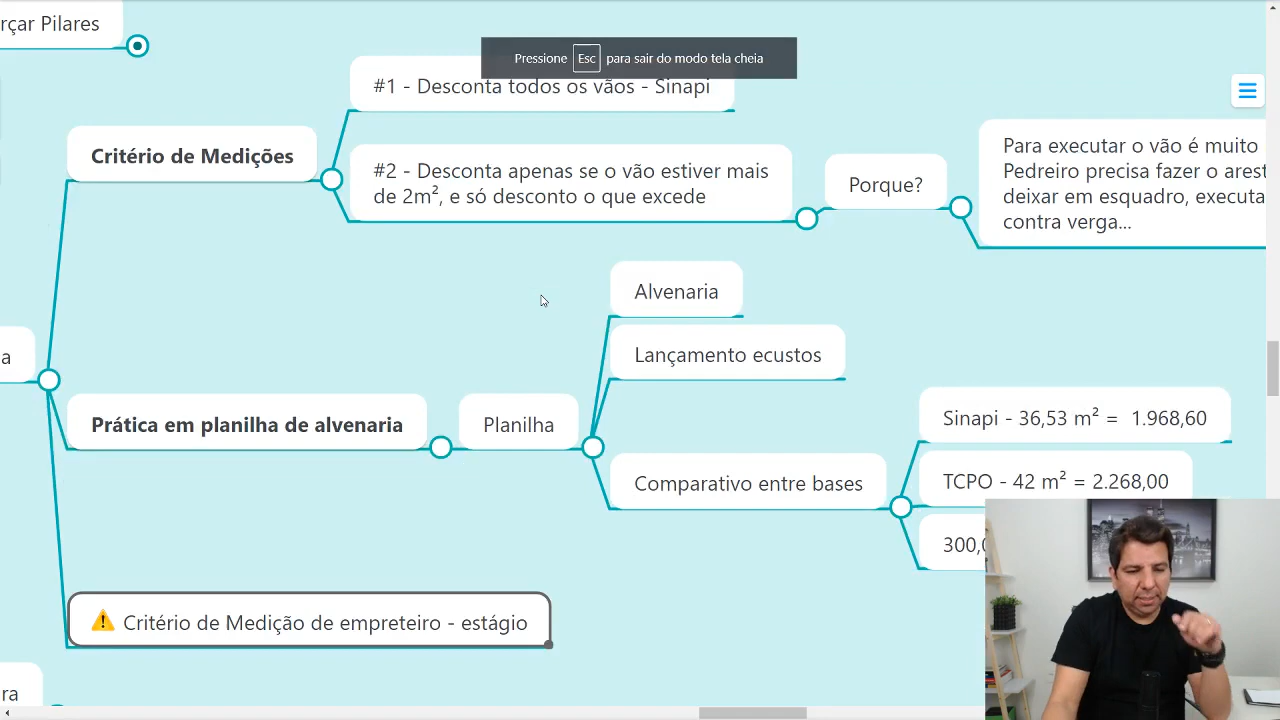 rçar Pilares
Pressione Esc para sair do modo tela cheia
#1 - Desconta todos os vãos - Sinapi
Critério de Medições
#2 - Desconta apenas se o vão estiver mais
de 2m², e só desconto o que excede
Porque?
Para executar o vão é muito
Pedreiro precisa fazer o arest
deixar em esquadro, executa
contra verga...
Alvenaria
Lançamento ecustos
a
Prática em planilha de alvenaria
Planilha
Comparativo entre bases
Sinapi - 36,53 m² = 1.968,60
TCPO - 42 m² = 2.268,00
300,0
⚠ Critério de Medição de empreteiro - estágio
ra